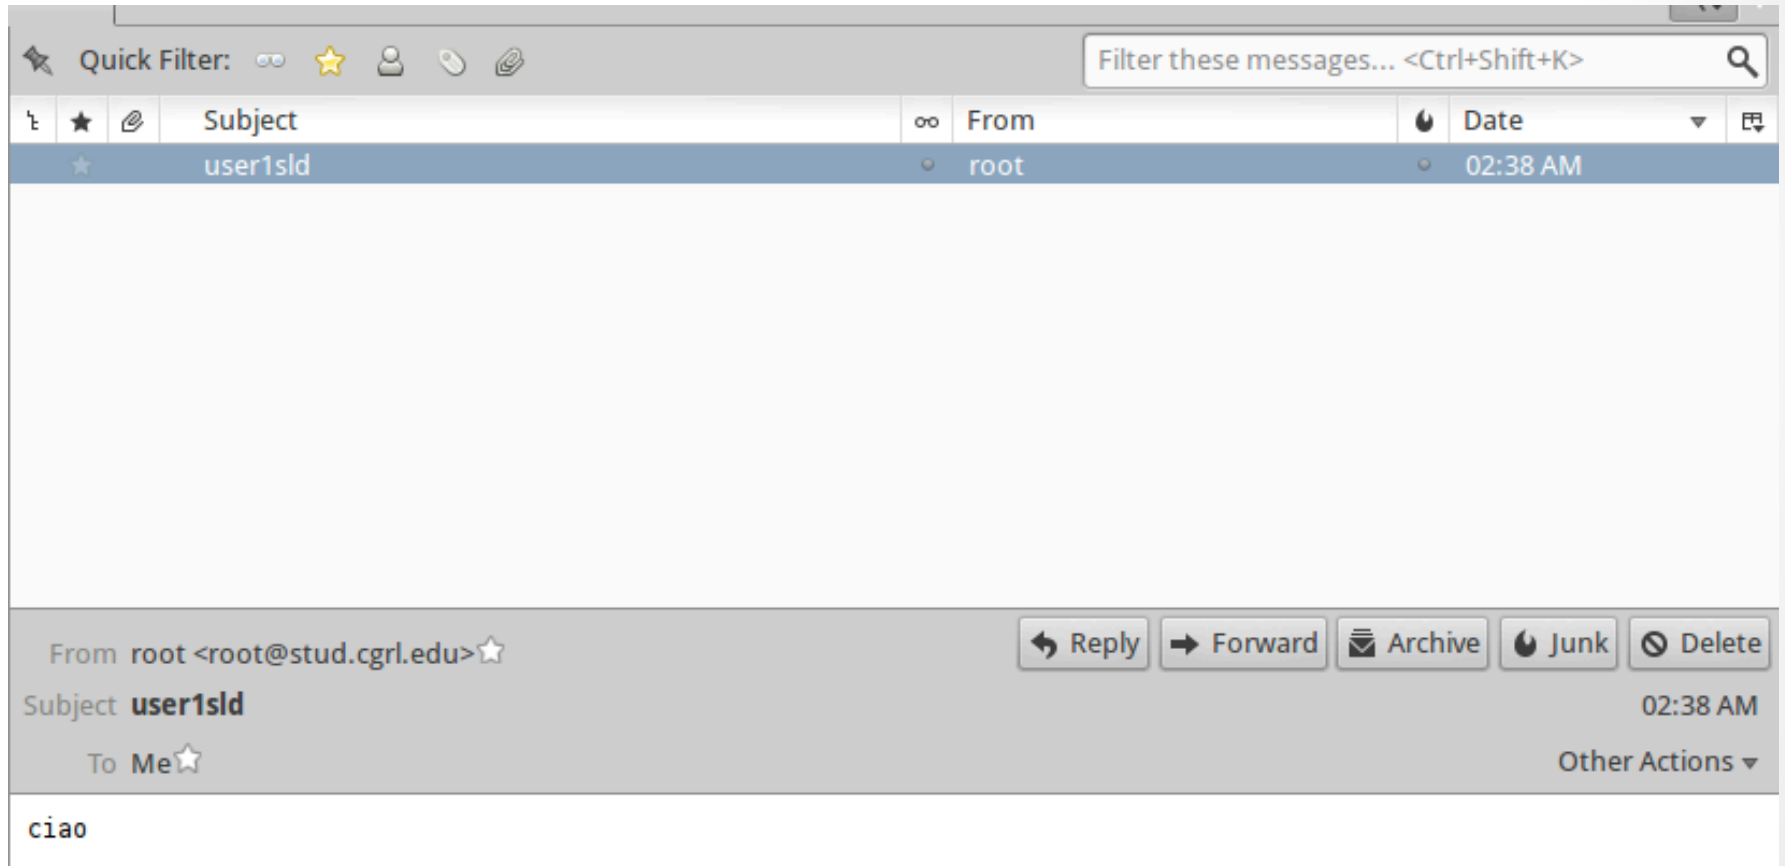 Quick Filter: Filter these messages... <Ctrl+Shift+K>
Subject From Date
user1sld root 02:38 AM
From root <root@stud.cgrl.edu> Reply Forward Archive Junk Delete
Subject user1sld 02:38 AM
To Me Other Actions
ciao